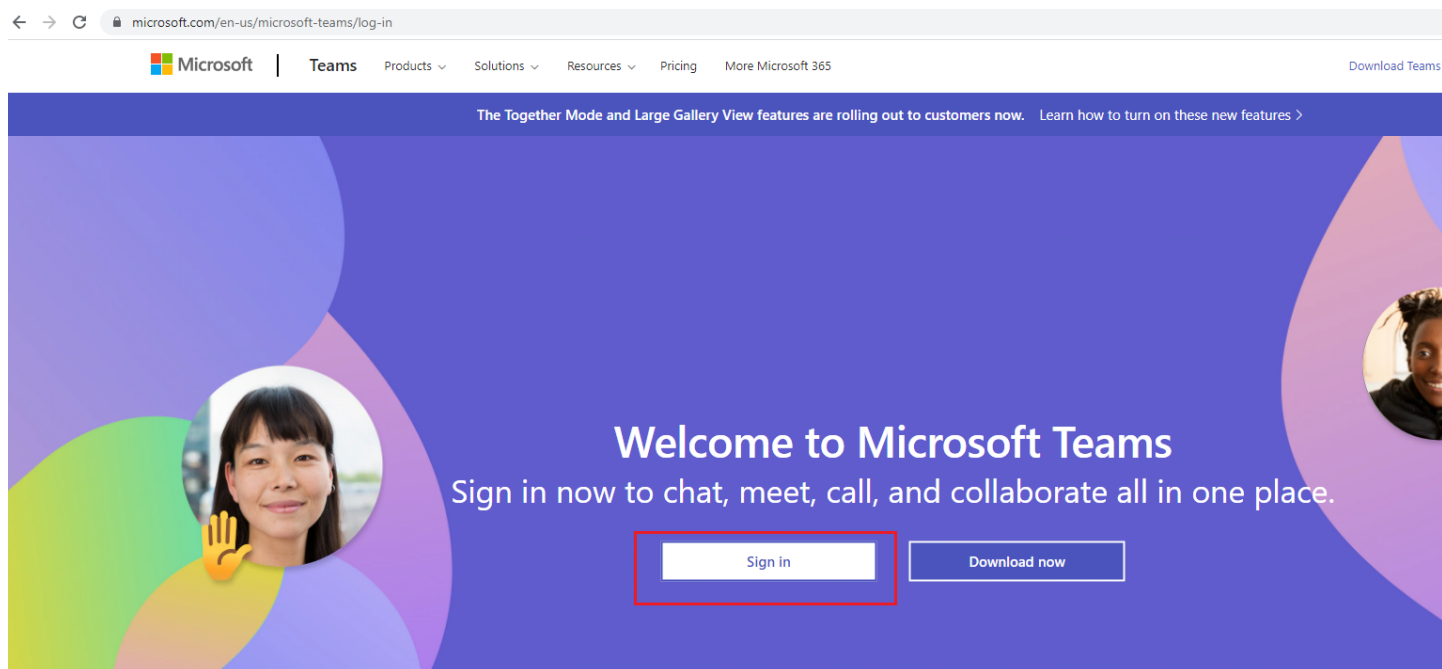 microsoft.com/en-us/microsoft-teams/log-in
Microsoft Teams Products Solutions Resources Pricing More Microsoft 365 Download Teams
The Together Mode and Large Gallery View features are rolling out to customers now. Learn how to turn on these new features >
Welcome to Microsoft Teams
Sign in now to chat, meet, call, and collaborate all in one place.
Sign in Download now